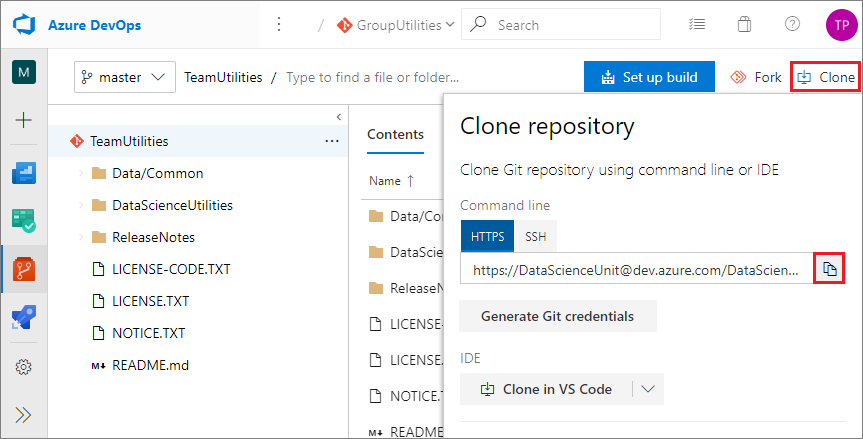 Azure DevOps
/ GroupUtilities
Search
TP
M
master
TeamUtilities / Type to find a file or folder...
Set up build
Fork
Clone
TeamUtilities
Data/Common
DataScienceUtilities
ReleaseNotes
LICENSE-CODE.TXT
LICENSE.TXT
NOTICE.TXT
M↓ README.md
Contents
Name ↑
Data/Co
DataScien
ReleaseN
LICENSE-
LICENSE.
NOTICE.T
M↓ README
Clone repository
Clone Git repository using command line or IDE
Command line
HTTPS
SSH
https://DataScienceUnit@dev.azure.com/DataScien...
Generate Git credentials
IDE
Clone in VS Code